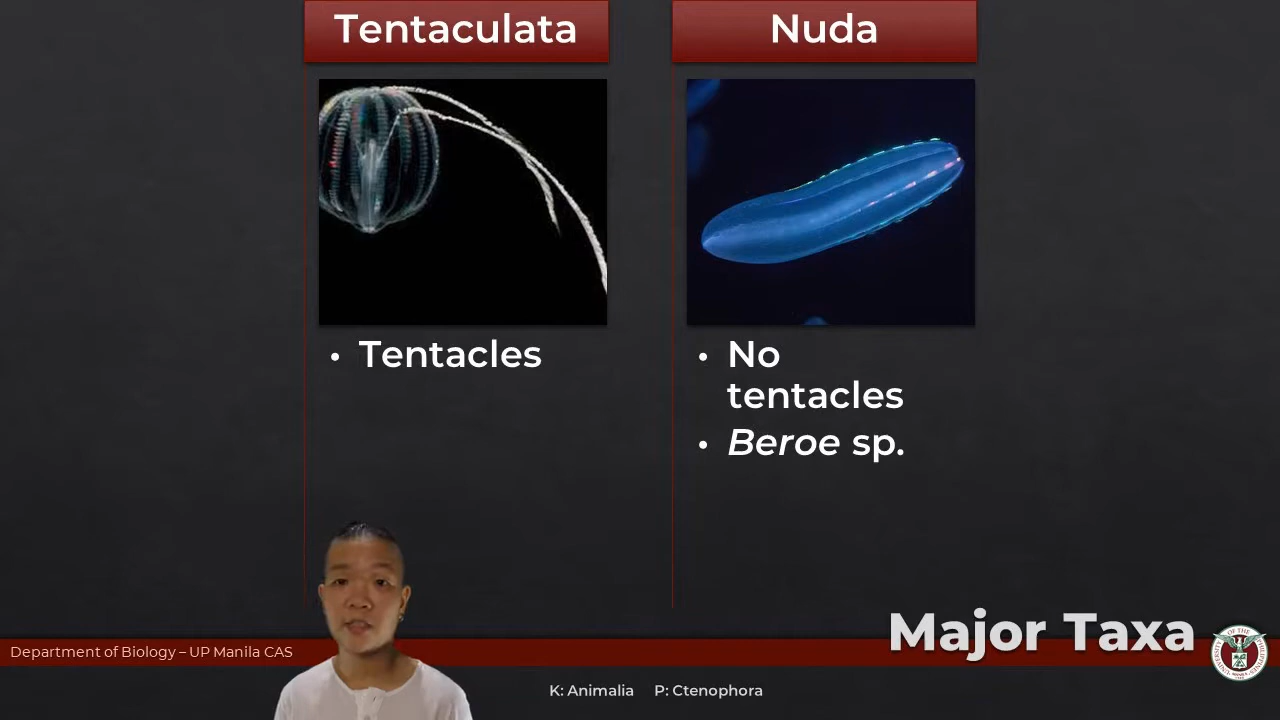 Tentaculata
Nuda
• Tentacles
• No
tentacles
• Beroe sp.
Major Taxa
Department of Biology – UP Manila CAS
K: Animalia P: Ctenophora